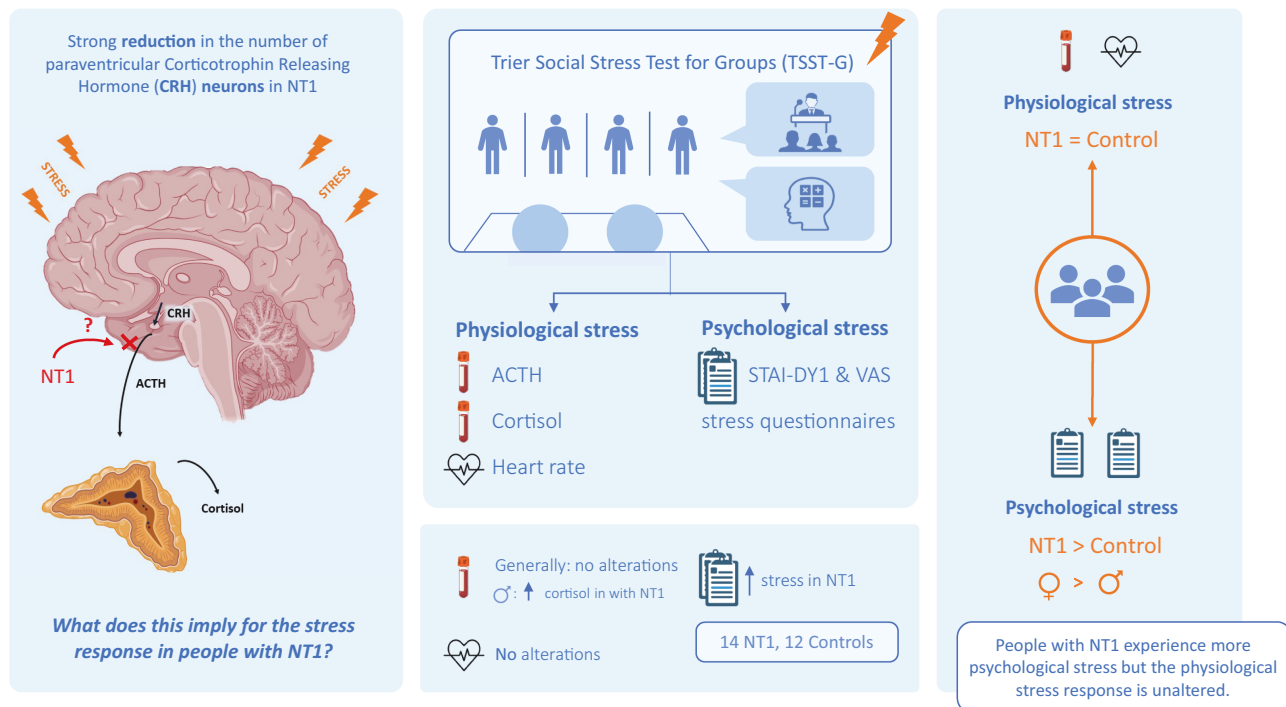 Strong reduction in the number of
paraventricular Corticotrophin Releasing
Hormone (CRH) neurons in NT1
STRESS
STRESS
CRH
?
NT1
ACTH
Cortisol
What does this imply for the stress
response in people with NT1?
Trier Social Stress Test for Groups (TSST-G)
Physiological stress
ACTH
Cortisol
Heart rate
Psychological stress
STAI-DY1 & VAS
stress questionnaires
Generally: no alterations
♂: ↑ cortisol in with NT1
No alterations
↑ stress in NT1
14 NT1, 12 Controls
Physiological stress
NT1 = Control
Psychological stress
NT1 > Control
♀ > ♂
People with NT1 experience more
psychological stress but the physiological
stress response is unaltered.